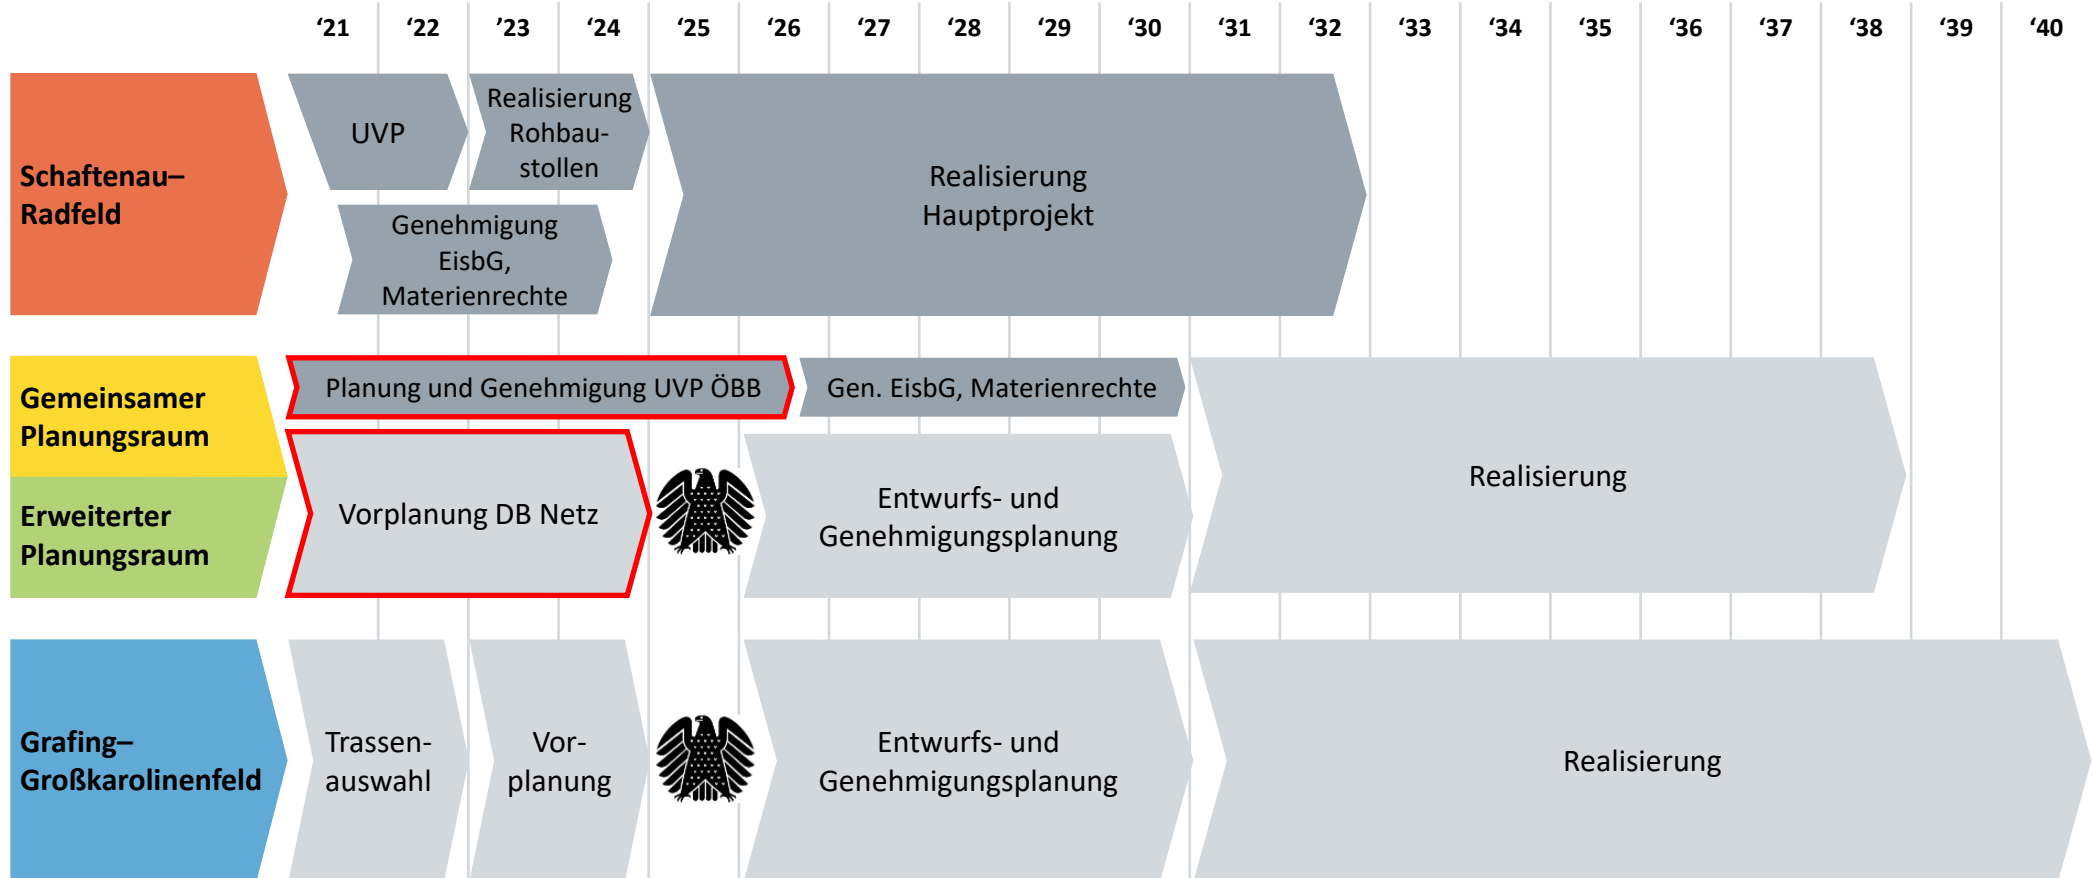 ‘21 ‘22 ’23 ‘24 ‘25 ‘26 ‘27 ‘28 ‘29 ‘30 ‘31 ‘32 ‘33 ‘34 ‘35 ‘36 ‘37 ‘38 ‘39 ‘40
Schaftenau–
Radfeld
UVP
Realisierung
Rohbau-
stollen
Genehmigung
EisbG,
Materienrechte
Realisierung
Hauptprojekt
Gemeinsamer
Planungsraum
Erweiterter
Planungsraum
Planung und Genehmigung UVP ÖBB
Gen. EisbG, Materienrechte
Vorplanung DB Netz
Entwurfs- und
Genehmigungsplanung
Realisierung
Grafing–
Großkarolinenfeld
Trassen-
auswahl
Vor-
planung
Entwurfs- und
Genehmigungsplanung
Realisierung